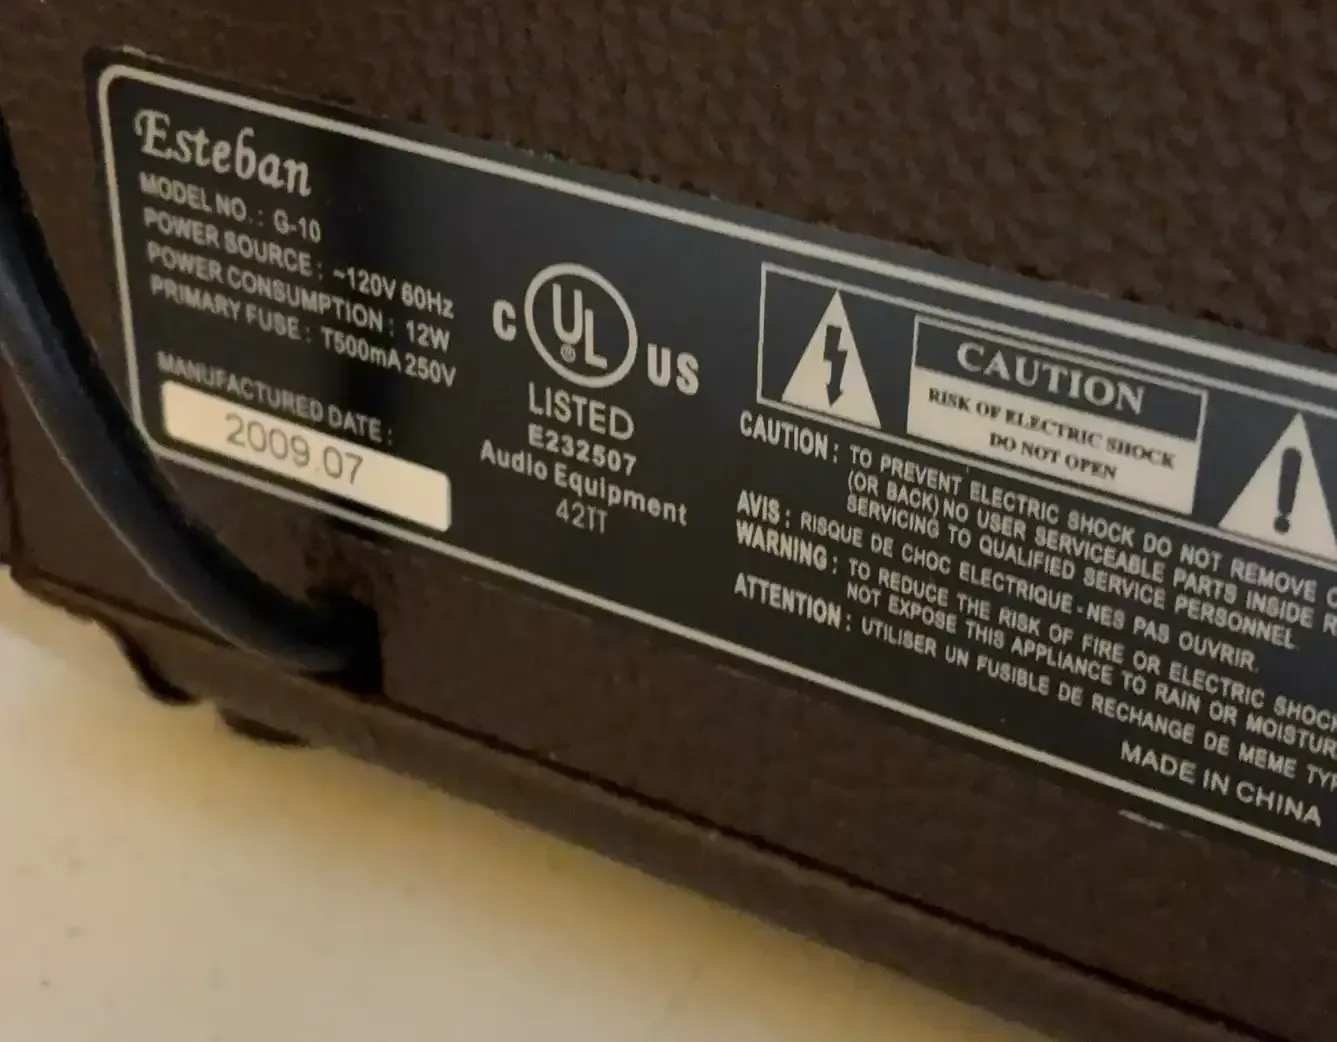 Esteban
MODEL NO.: G-10
POWER SOURCE: ~120V 60Hz
POWER CONSUMPTION: 12W
PRIMARY FUSE: T500mA 250V
MANUFACTURED DATE:
2009.07
C UL US
®
LISTED
E232507
Audio Equipment
42TT
CAUTION
RISK OF ELECTRIC SHOCK
DO NOT OPEN
CAUTION: TO PREVENT ELECTRIC SHOCK DO NOT REMOVE
(OR BACK) NO USER SERVICEABLE PARTS INSIDE
SERVICING TO QUALIFIED SERVICE PERSONNEL.
AVIS: RISQUE DE CHOC ELECTRIQUE-NES PAS OUVRIR.
WARNING: TO REDUCE THE RISK OF FIRE OR ELECTRIC SHOCK
NOT EXPOSE THIS APPLIANCE TO RAIN OR MOISTUR
ATTENTION: UTILISER UN FUSIBLE DE RECHANGE DE MEME TYP
MADE IN CHINA